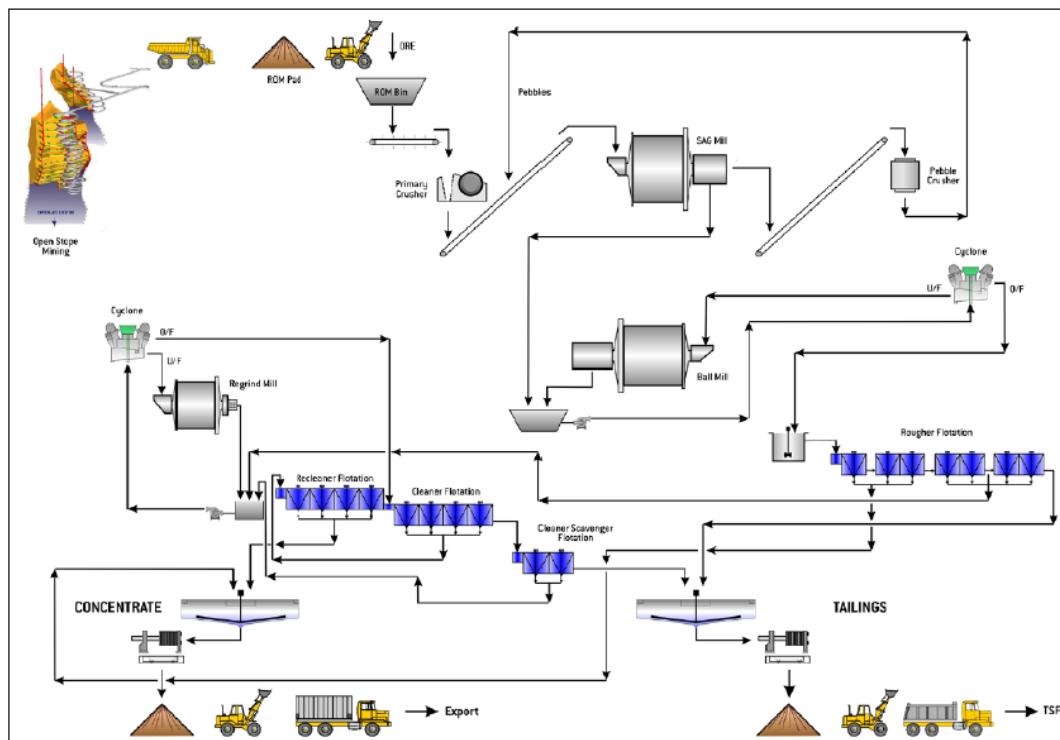 ORE
ROM Pad
ROM Bin
Pebbles
SAG Mill
Primary
Crusher
Pebble
Crusher
Open Stope
Mining
Cyclone
U/F
O/F
Cyclone
O/F
U/F
Ball Mill
Regrind Mill
Rougher Flotation
Recleaner Flotation
Cleaner Flotation
Cleaner Scavenger
Flotation
CONCENTRATE
TAILINGS
Export
TSF